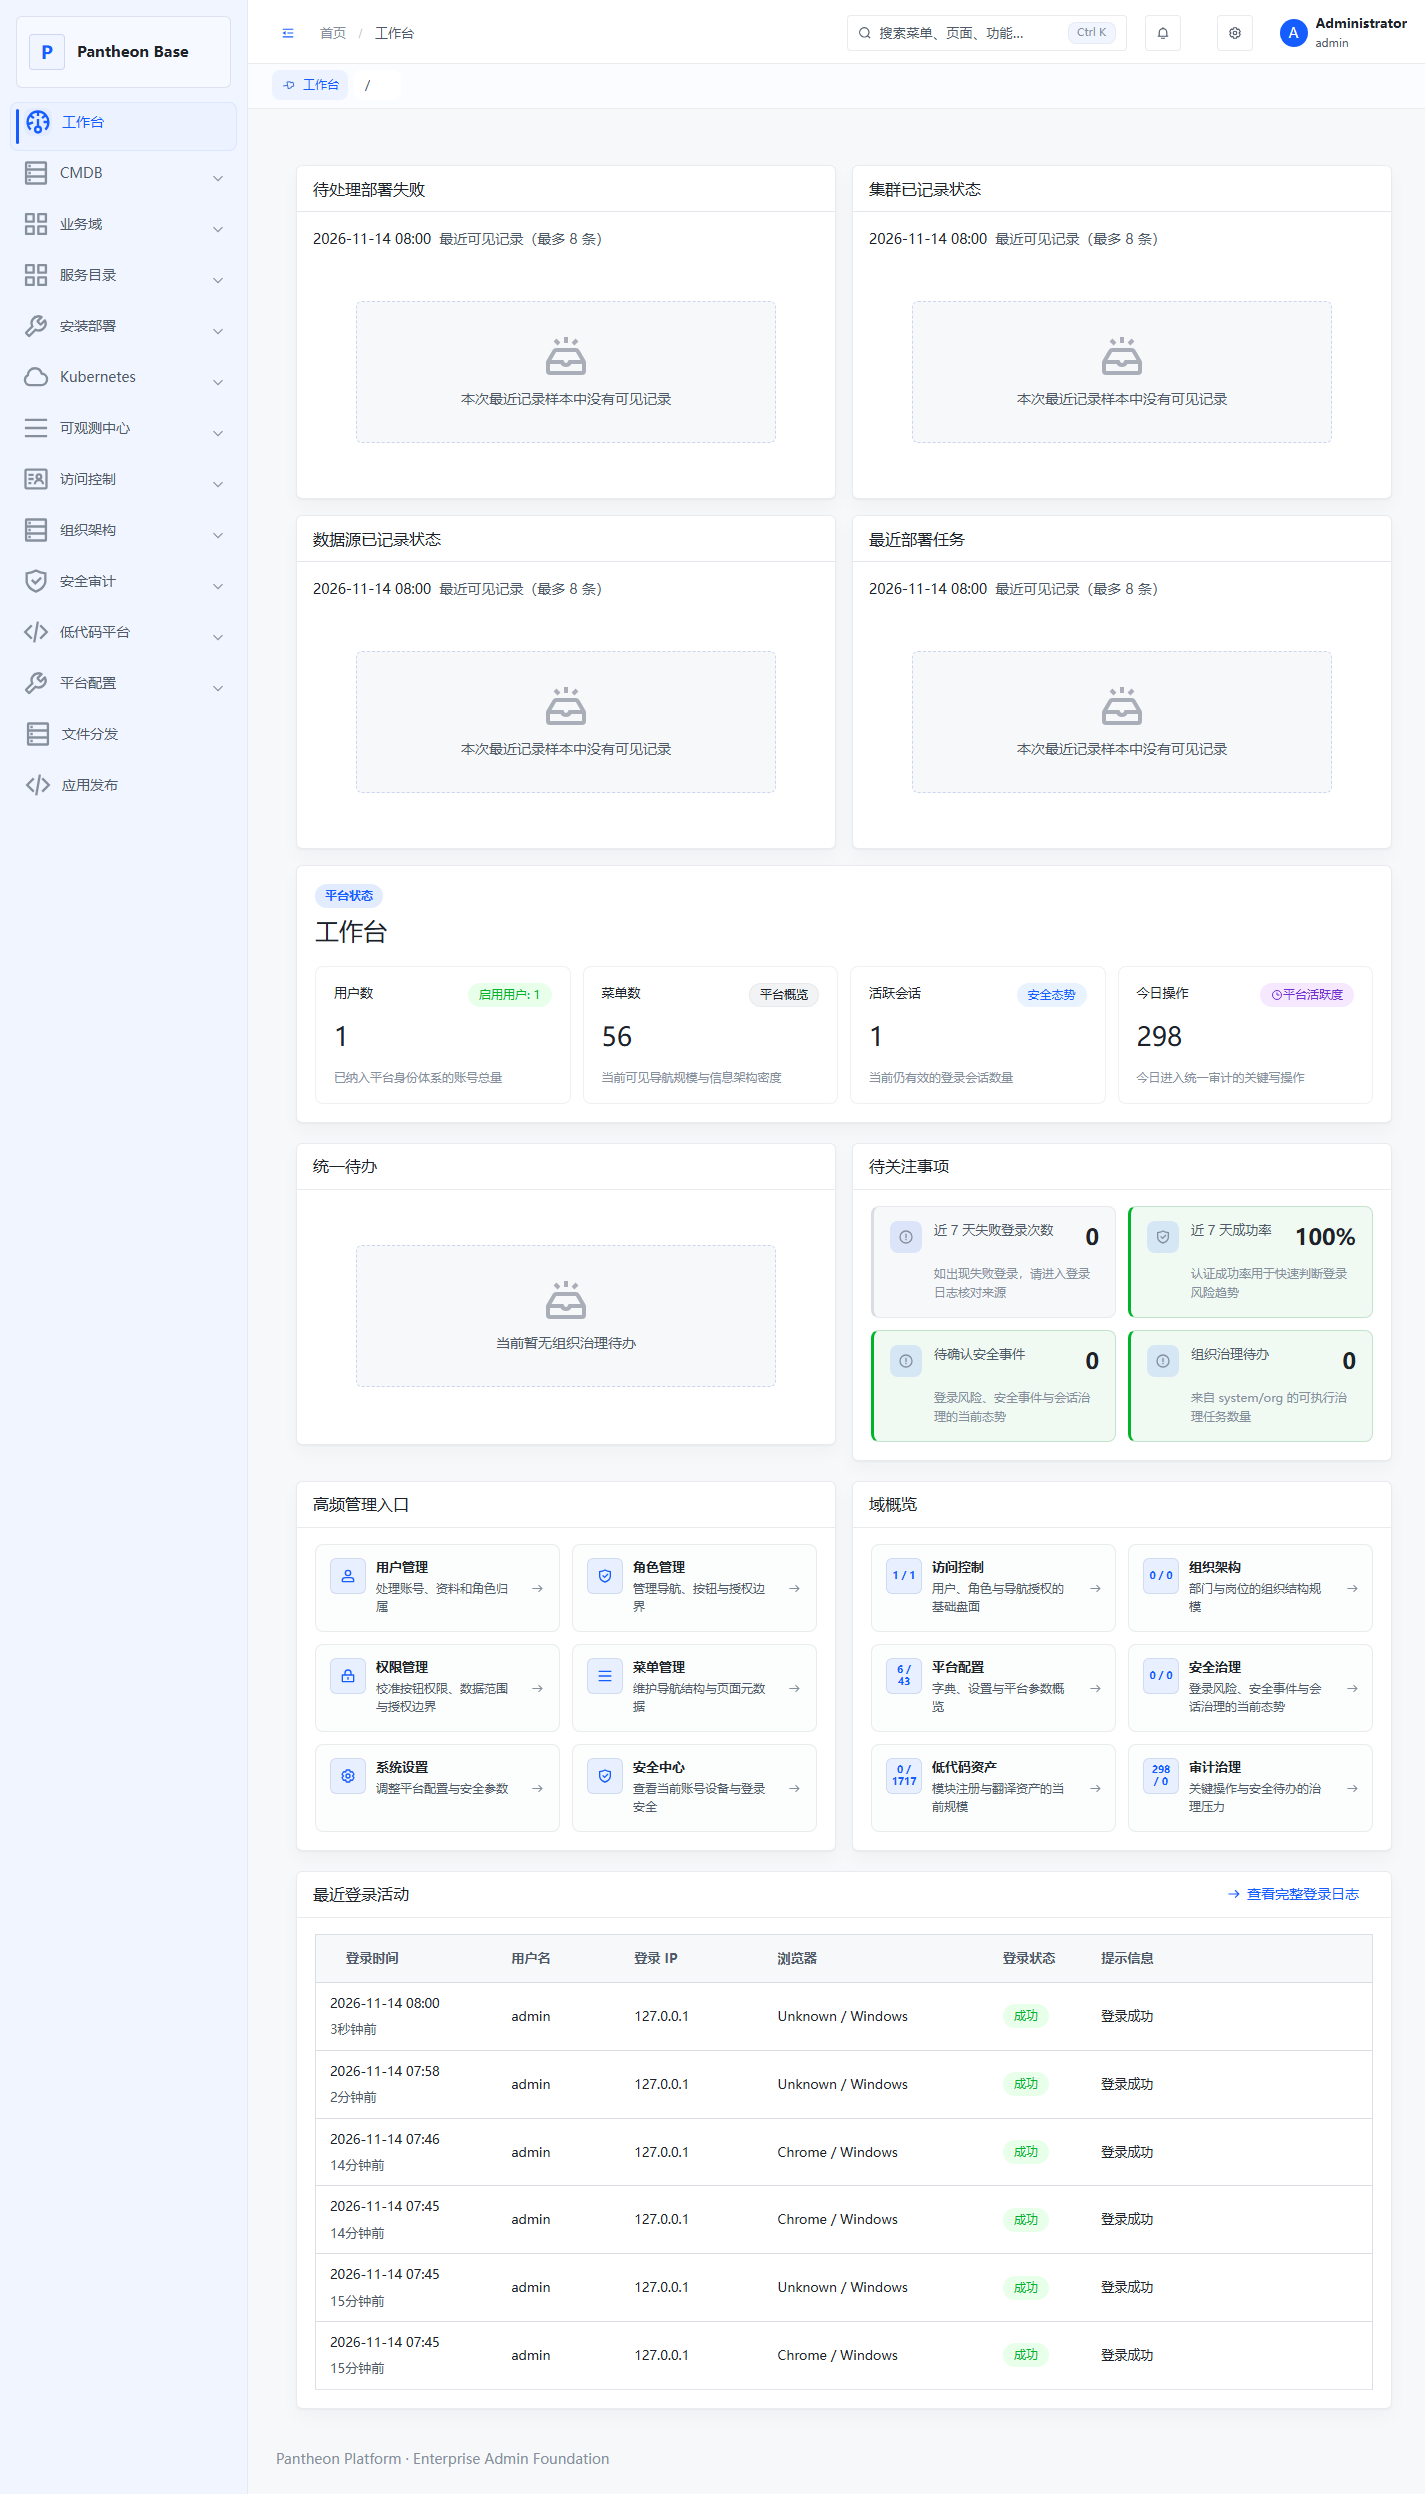 P Pantheon Base
工作台
CMDB
业务域
服务目录
安装部署
Kubernetes
可观测中心
访问控制
组织架构
安全审计
低代码平台
平台配置
文件分发
应用发布
首页 / 工作台
搜索菜单、页面、功能... Ctrl K
A Administrator
admin
工作台 /
待处理部署失败
2026-11-14 08:00 最近可见记录（最多 8 条）
本次最近记录样本中没有可见记录
集群已记录状态
2026-11-14 08:00 最近可见记录（最多 8 条）
本次最近记录样本中没有可见记录
数据源已记录状态
2026-11-14 08:00 最近可见记录（最多 8 条）
本次最近记录样本中没有可见记录
最近部署任务
2026-11-14 08:00 最近可见记录（最多 8 条）
本次最近记录样本中没有可见记录
平台状态
工作台
用户数 启用用户: 1
1
已纳入平台身份体系的账号总量
菜单数 平台概览
56
当前可见导航规模与信息架构密度
活跃会话 安全态势
1
当前仍有效的登录会话数量
今日操作 平台活跃度
298
今日进入统一审计的关键写操作
统一待办
当前暂无组织治理待办
待关注事项
近 7 天失败登录次数 0
如出现失败登录，请进入登录
日志核对来源
近 7 天成功率 100%
认证成功率用于快速判断登录
风险趋势
待确认安全事件 0
登录风险、安全事件与会话治
理的当前态势
组织治理待办 0
来自 system/org 的可执行治
理任务数量
高频管理入口
用户管理
处理账号、资料和角色归
属
角色管理
管理导航、按钮与授权边
界
权限管理
校准按钮权限、数据范围
与授权边界
菜单管理
维护导航结构与页面元数
据
系统设置
调整平台配置与安全参数
安全中心
查看当前账号设备与登录
安全
域概览
1 / 1
访问控制
用户、角色与导航授权的
基础盘面
0 / 0
组织架构
部门与岗位的组织结构规
模
6 /
43
平台配置
字典、设置与平台参数概
览
0 / 0
安全治理
登录风险、安全事件与会
话治理的当前态势
0 /
1717
低代码资产
模块注册与翻译资产的当
前规模
298
/ 0
审计治理
关键操作与安全待办的治
理压力
最近登录活动 查看完整登录日志
登录时间 用户名 登录 IP 浏览器 登录状态 提示信息
2026-11-14 08:00
3秒钟前
admin 127.0.0.1 Unknown / Windows 成功 登录成功
2026-11-14 07:58
2分钟前
admin 127.0.0.1 Unknown / Windows 成功 登录成功
2026-11-14 07:46
14分钟前
admin 127.0.0.1 Chrome / Windows 成功 登录成功
2026-11-14 07:45
14分钟前
admin 127.0.0.1 Chrome / Windows 成功 登录成功
2026-11-14 07:45
15分钟前
admin 127.0.0.1 Unknown / Windows 成功 登录成功
2026-11-14 07:45
15分钟前
admin 127.0.0.1 Chrome / Windows 成功 登录成功
Pantheon Platform · Enterprise Admin Foundation